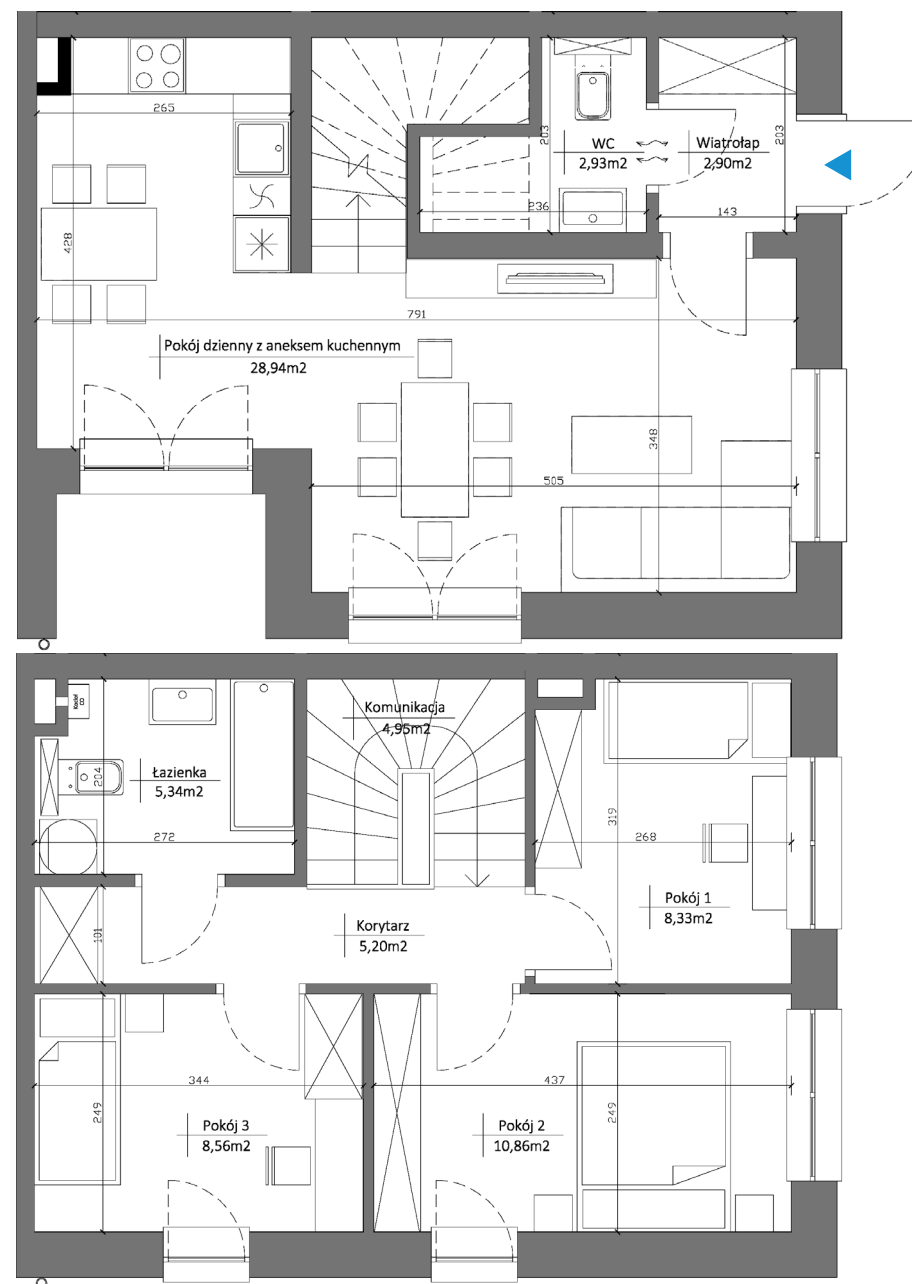 265
203
WC
2,93m2
Wiatrołap
2,90m2
203
236
143
428
791
Pokój dzienny z aneksem kuchennym
28,94m2
348
505
Kocioł
CO
Komunikacja
4,95m2
204
Łazienka
5,34m2
272
319
268
Pokój 1
8,33m2
101
Korytarz
5,20m2
344
437
249
249
Pokój 3
8,56m2
Pokój 2
10,86m2